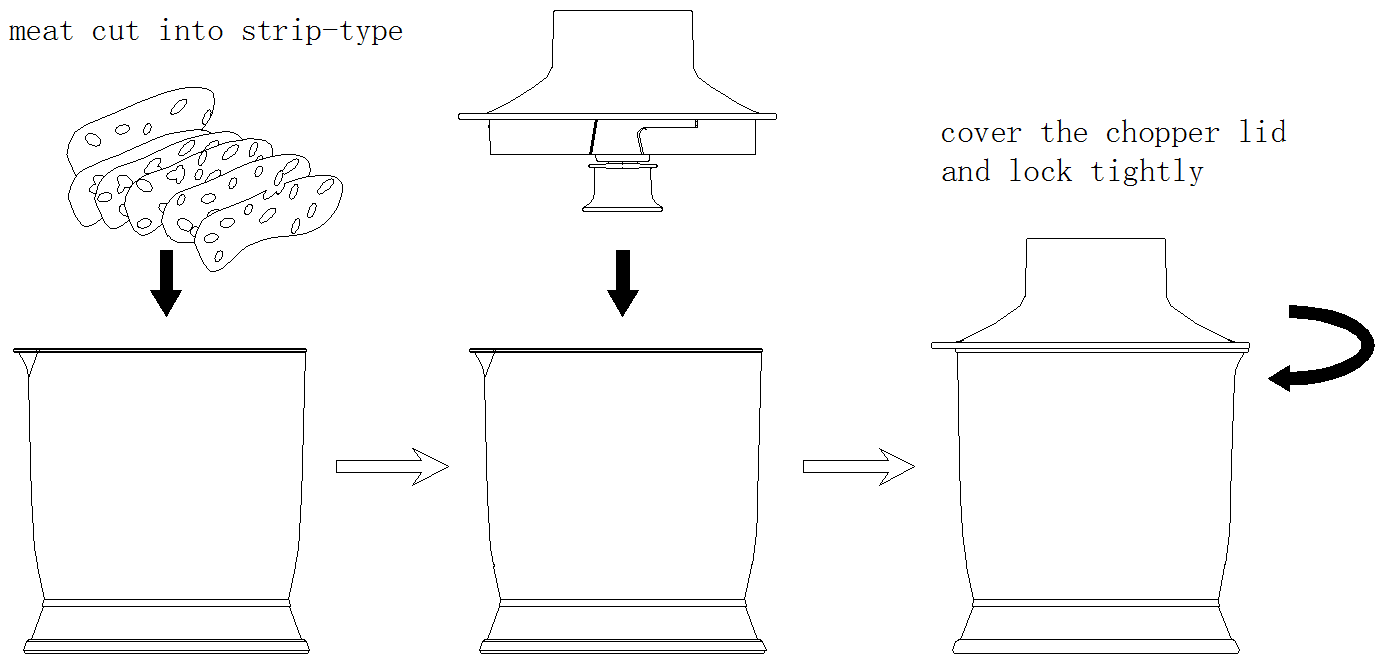 meat cut into strip-type
cover the chopper lid
and lock tightly